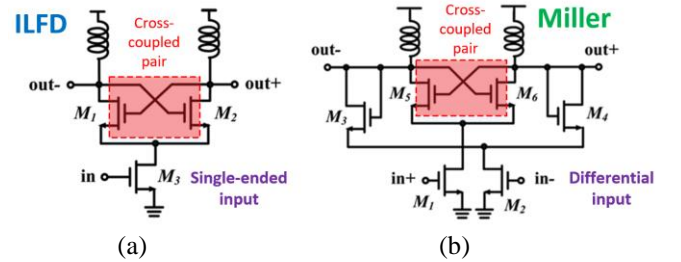 ILFD
Cross-
coupled
pair
out-
out+
M1
M2
in
M3
Single-ended
input
(a)
Miller
Cross-
coupled
pair
out-
out+
M5
M6
M3
M4
in+
in-
M1
M2
Differential
input
(b)